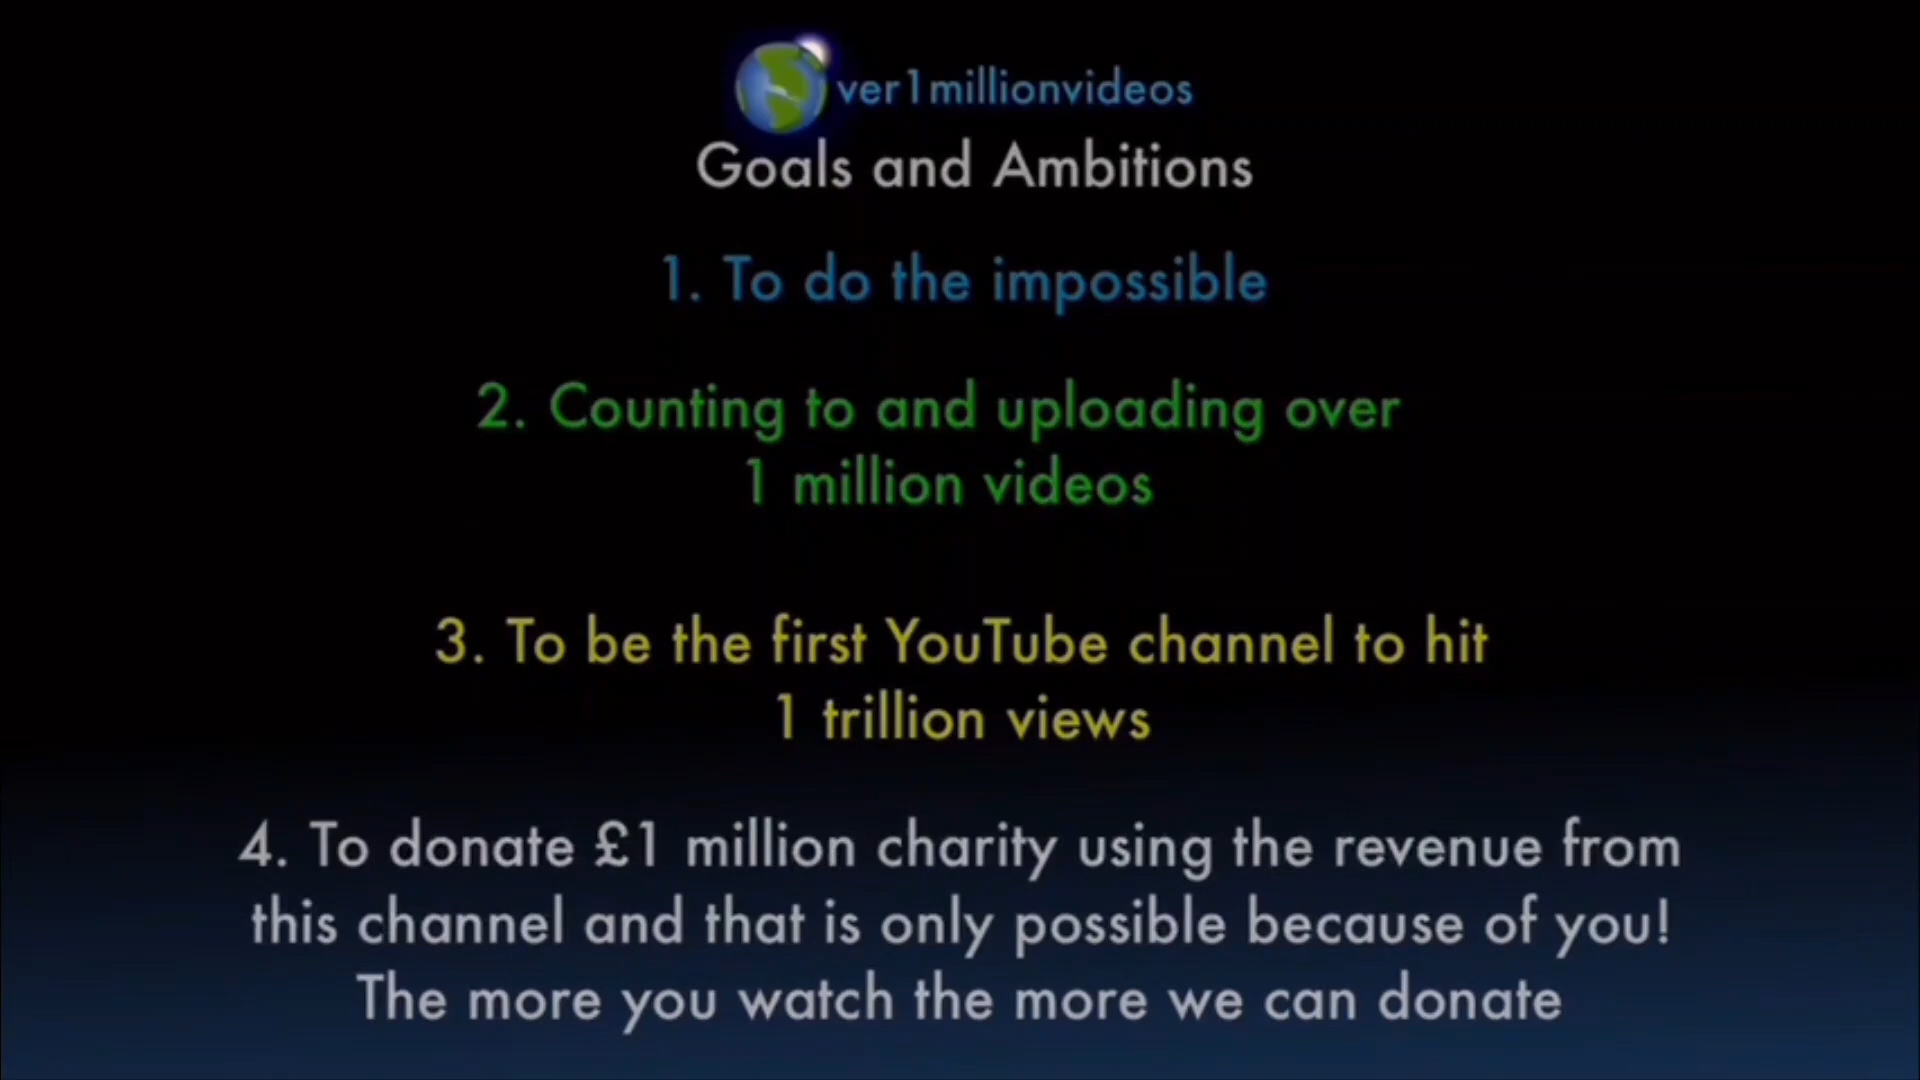 ver1millionvideos
Goals and Ambitions
1. To do the impossible
2. Counting to and uploading over
1 million videos
3. To be the first YouTube channel to hit
1 trillion views
4. To donate £1 million charity using the revenue from
this channel and that is only possible because of you!
The more you watch the more we can donate